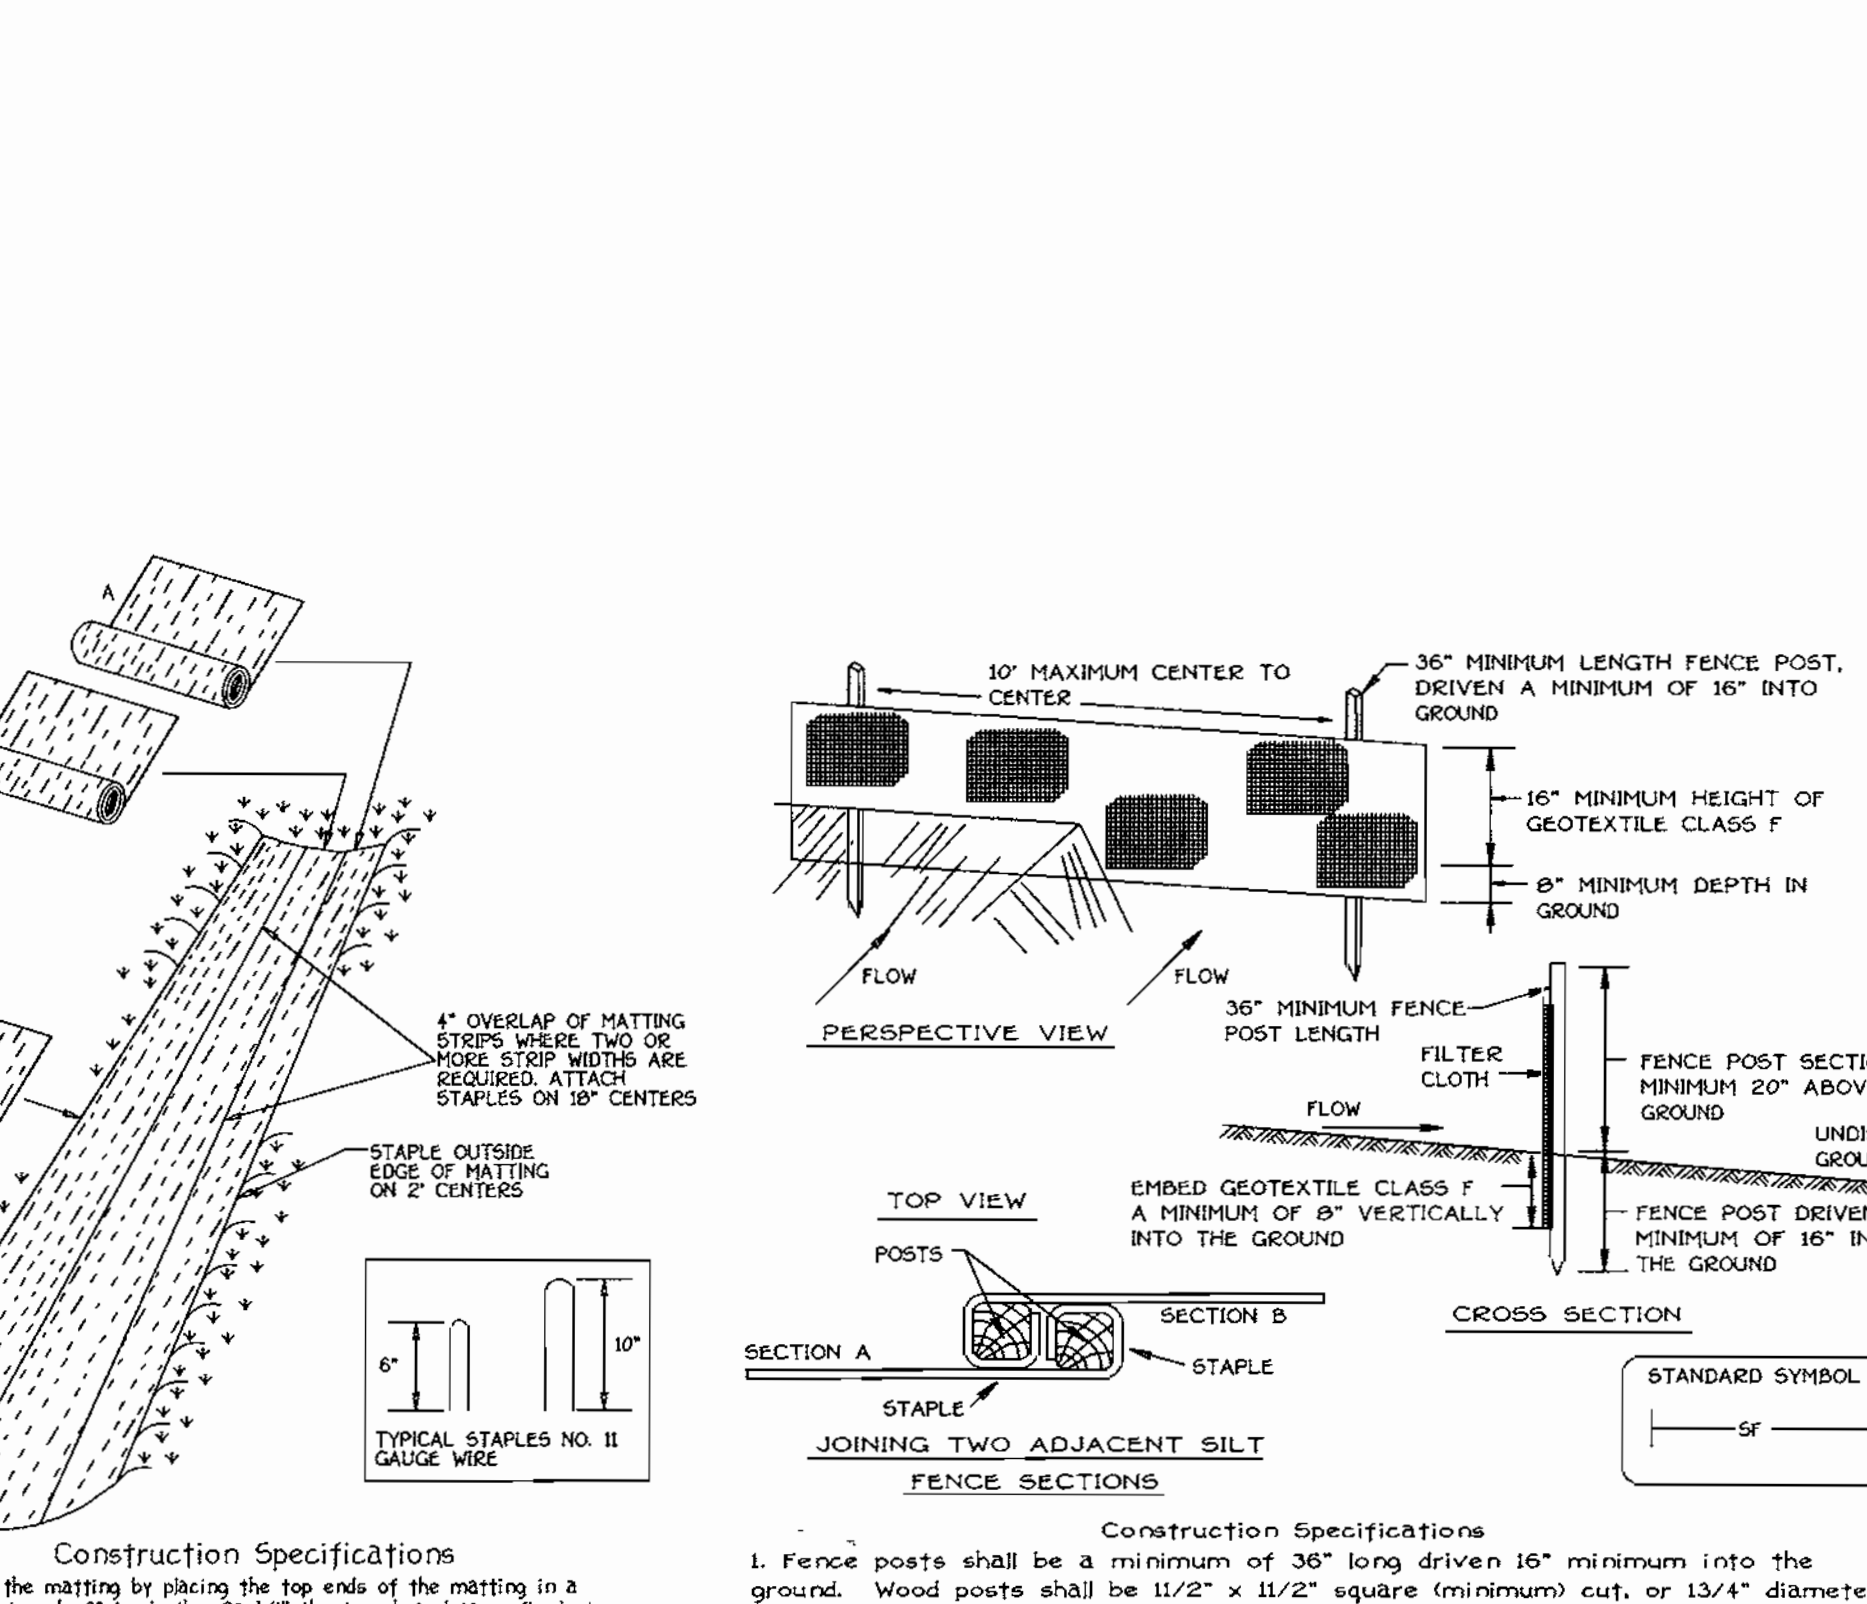 A
4" OVERLAP OF MATTING
STRIPS WHERE TWO OR
MORE STRIP WIDTHS ARE
REQUIRED. ATTACH
STAPLES ON 18" CENTERS
STAPLE OUTSIDE
EDGE OF MATTING
ON 2' CENTERS
6"
10"
TYPICAL STAPLES NO. 11
GAUGE WIRE
Construction Specifications
the matting by placing the top ends of the matting in a
10' MAXIMUM CENTER TO
CENTER
36" MINIMUM LENGTH FENCE POST,
DRIVEN A MINIMUM OF 16" INTO
GROUND
16" MINIMUM HEIGHT OF
GEOTEXTILE CLASS F
8" MINIMUM DEPTH IN
GROUND
FLOW
FLOW
PERSPECTIVE VIEW
36" MINIMUM FENCE
POST LENGTH
FILTER
CLOTH
FLOW
FENCE POST SECTI
MINIMUM 20" ABOV
GROUND
UNDI
GROU
EMBED GEOTEXTILE CLASS F
A MINIMUM OF 8" VERTICALLY
INTO THE GROUND
FENCE POST DRIVEN
MINIMUM OF 16" IN
THE GROUND
CROSS SECTION
TOP VIEW
POSTS
SECTION B
SECTION A
STAPLE
STAPLE
JOINING TWO ADJACENT SILT
FENCE SECTIONS
STANDARD SYMBOL
SF
Construction Specifications
1. Fence posts shall be a minimum of 36" long driven 16" minimum into the
ground. Wood posts shall be 11/2" x 11/2" square (minimum) cut, or 13/4" diamete